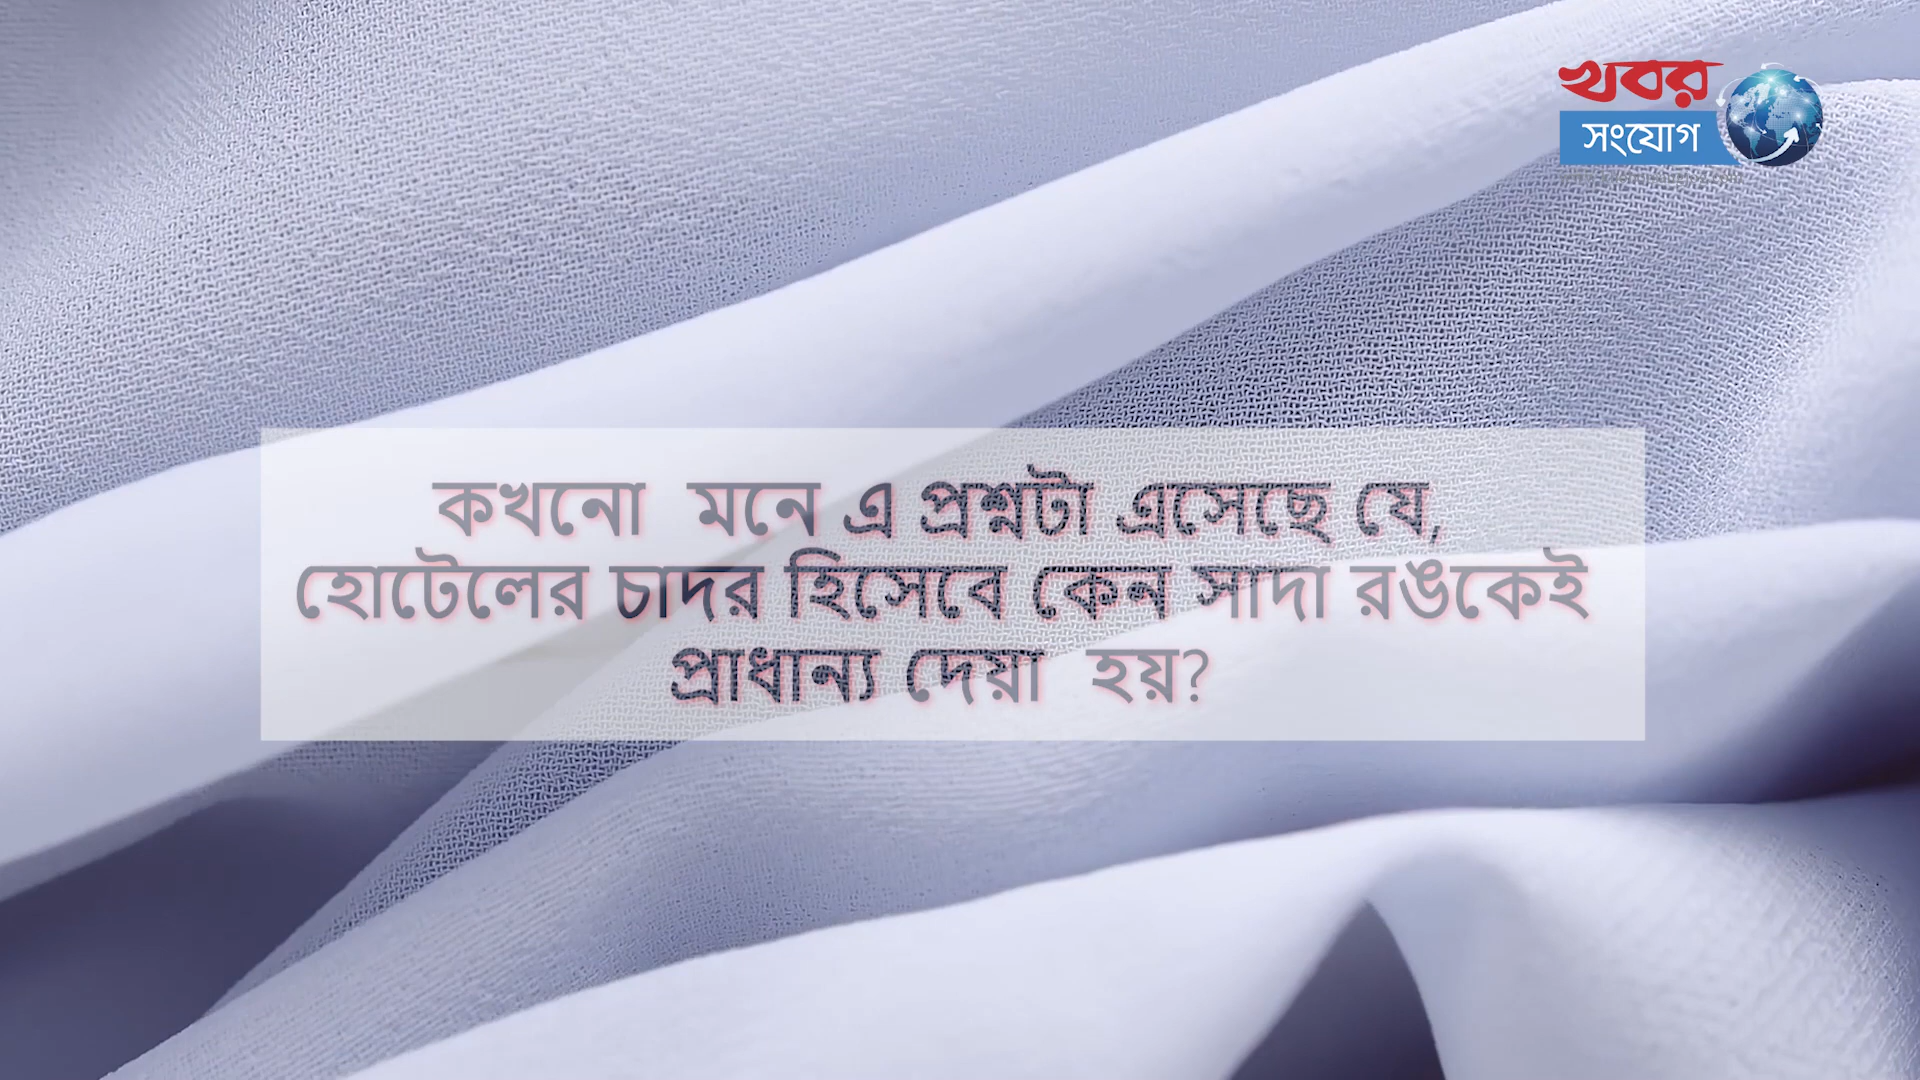 খবর
সংযোগ
কখনো মনে এ প্রশ্নটা এসেছে যে,
হোটেলের চাদর হিসেবে কেন সাদা রঙকেই
প্রাধান্য দেয়া হয়?